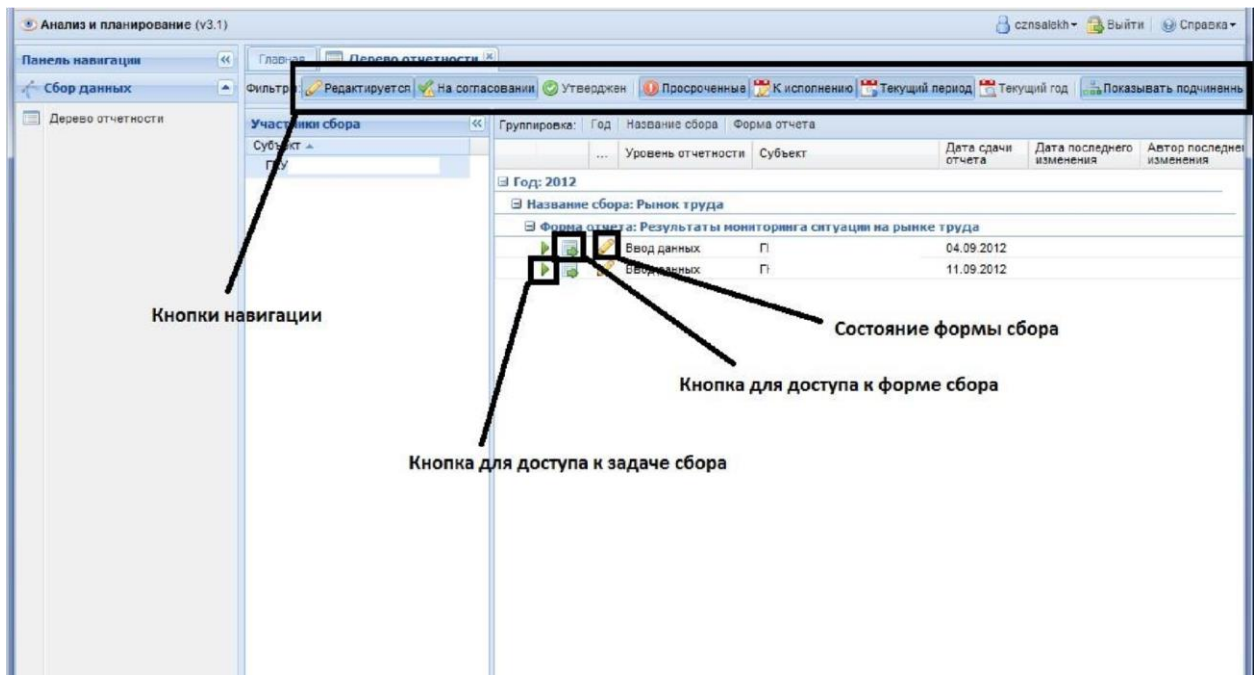 Анализ и планирование (v3.1)
cznsalekh Выйти Справка
Панель навигации
Главная Дерево отчетности
Сбор данных
Фильтр: Редактируется На согласовании Утвержден Просроченные К исполнению Текущий период Текущий год Показывать подчиненнь
Дерево отчетности
Участники сбора
Группировка: Год Название сбора Форма отчета
Субъект
... Уровень отчетности Субъект Дата сдачи отчета Дата последнего изменения Автор последнег изменения
Год: 2012
Название сбора: Рынок труда
Форма отчета: Результаты мониторинга ситуации на рынке труда
Ввод данных 04.09.2012
Ввод данных 11.09.2012
Кнопки навигации
Состояние формы сбора
Кнопка для доступа к форме сбора
Кнопка для доступа к задаче сбора